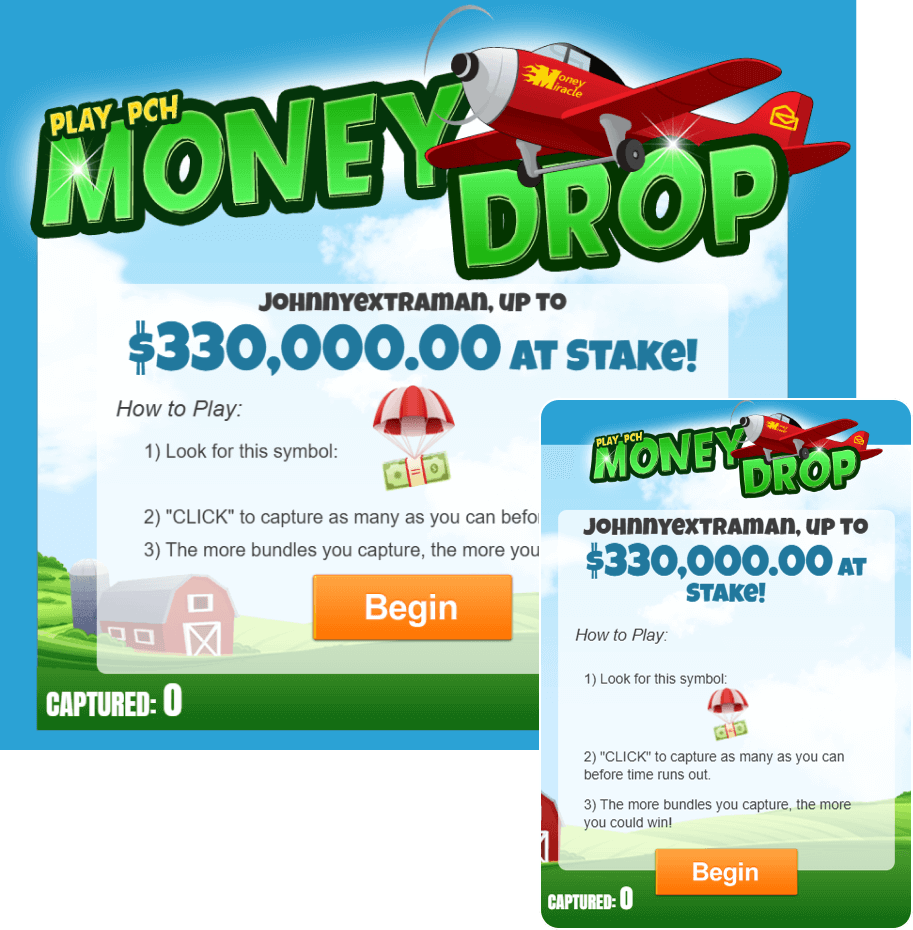 PLAY PCH
MONEY
DROP
Money
Miracle
JOHNNYEXTRAMAN, UP TO
$330,000.00 AT STAKE!
How to Play:
1) Look for this symbol:
2) "CLICK" to capture as many as you can befo
3) The more bundles you capture, the more you
Begin
CAPTURED: 0
PLAY PCH
MONEY
DROP
Money
Miracle
JOHNNYEXTRAMAN, UP TO
$330,000.00 AT
STAKE!
How to Play:
1) Look for this symbol:
2) "CLICK" to capture as many as you can
before time runs out.
3) The more bundles you capture, the more
you could win!
Begin
CAPTURED: 0